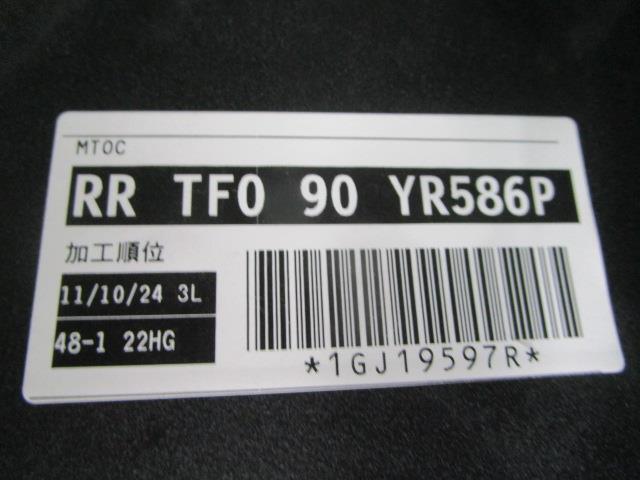 MTOC
RR TF0 90 YR586P
加工順位
11/10/24 3L
48-1 22HG
*1GJ19597R*